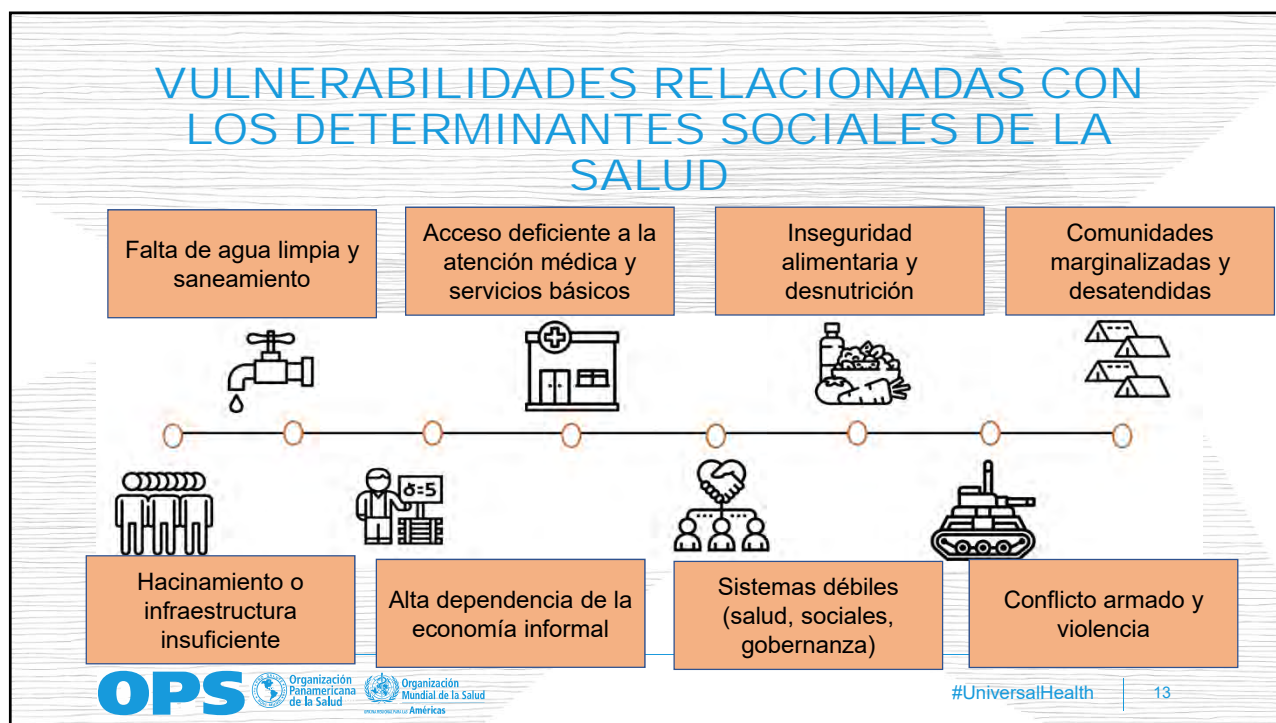 VULNERABILIDADES RELACIONADAS CON
LOS DETERMINANTES SOCIALES DE LA
SALUD
Falta de agua limpia y
saneamiento
Acceso deficiente a la
atención médica y
servicios básicos
Inseguridad
alimentaria y
desnutrición
Comunidades
marginalizadas y
desatendidas
Hacinamiento o
infraestructura
insuficiente
Alta dependencia de la
economía informal
Sistemas débiles
(salud, sociales,
gobernanza)
Conflicto armado y
violencia
OPS
Organización
Panamericana
de la Salud
Organización
Mundial de la Salud
Américas
#UniversalHealth
13